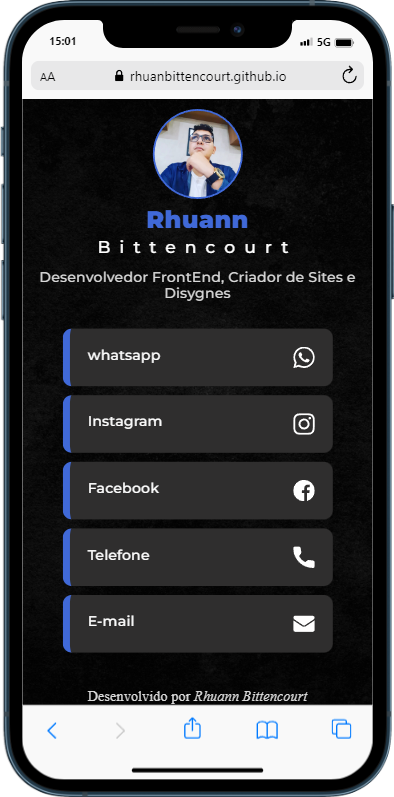 15:01
5G
AA
rhuanbittencourt.github.io
Rhuann
Bittencourt
Desenvolvedor FrontEnd, Criador de Sites e
Disygnes
whatsapp
Instagram
Facebook
Telefone
E-mail
Desenvolvido por Rhuann Bittencourt